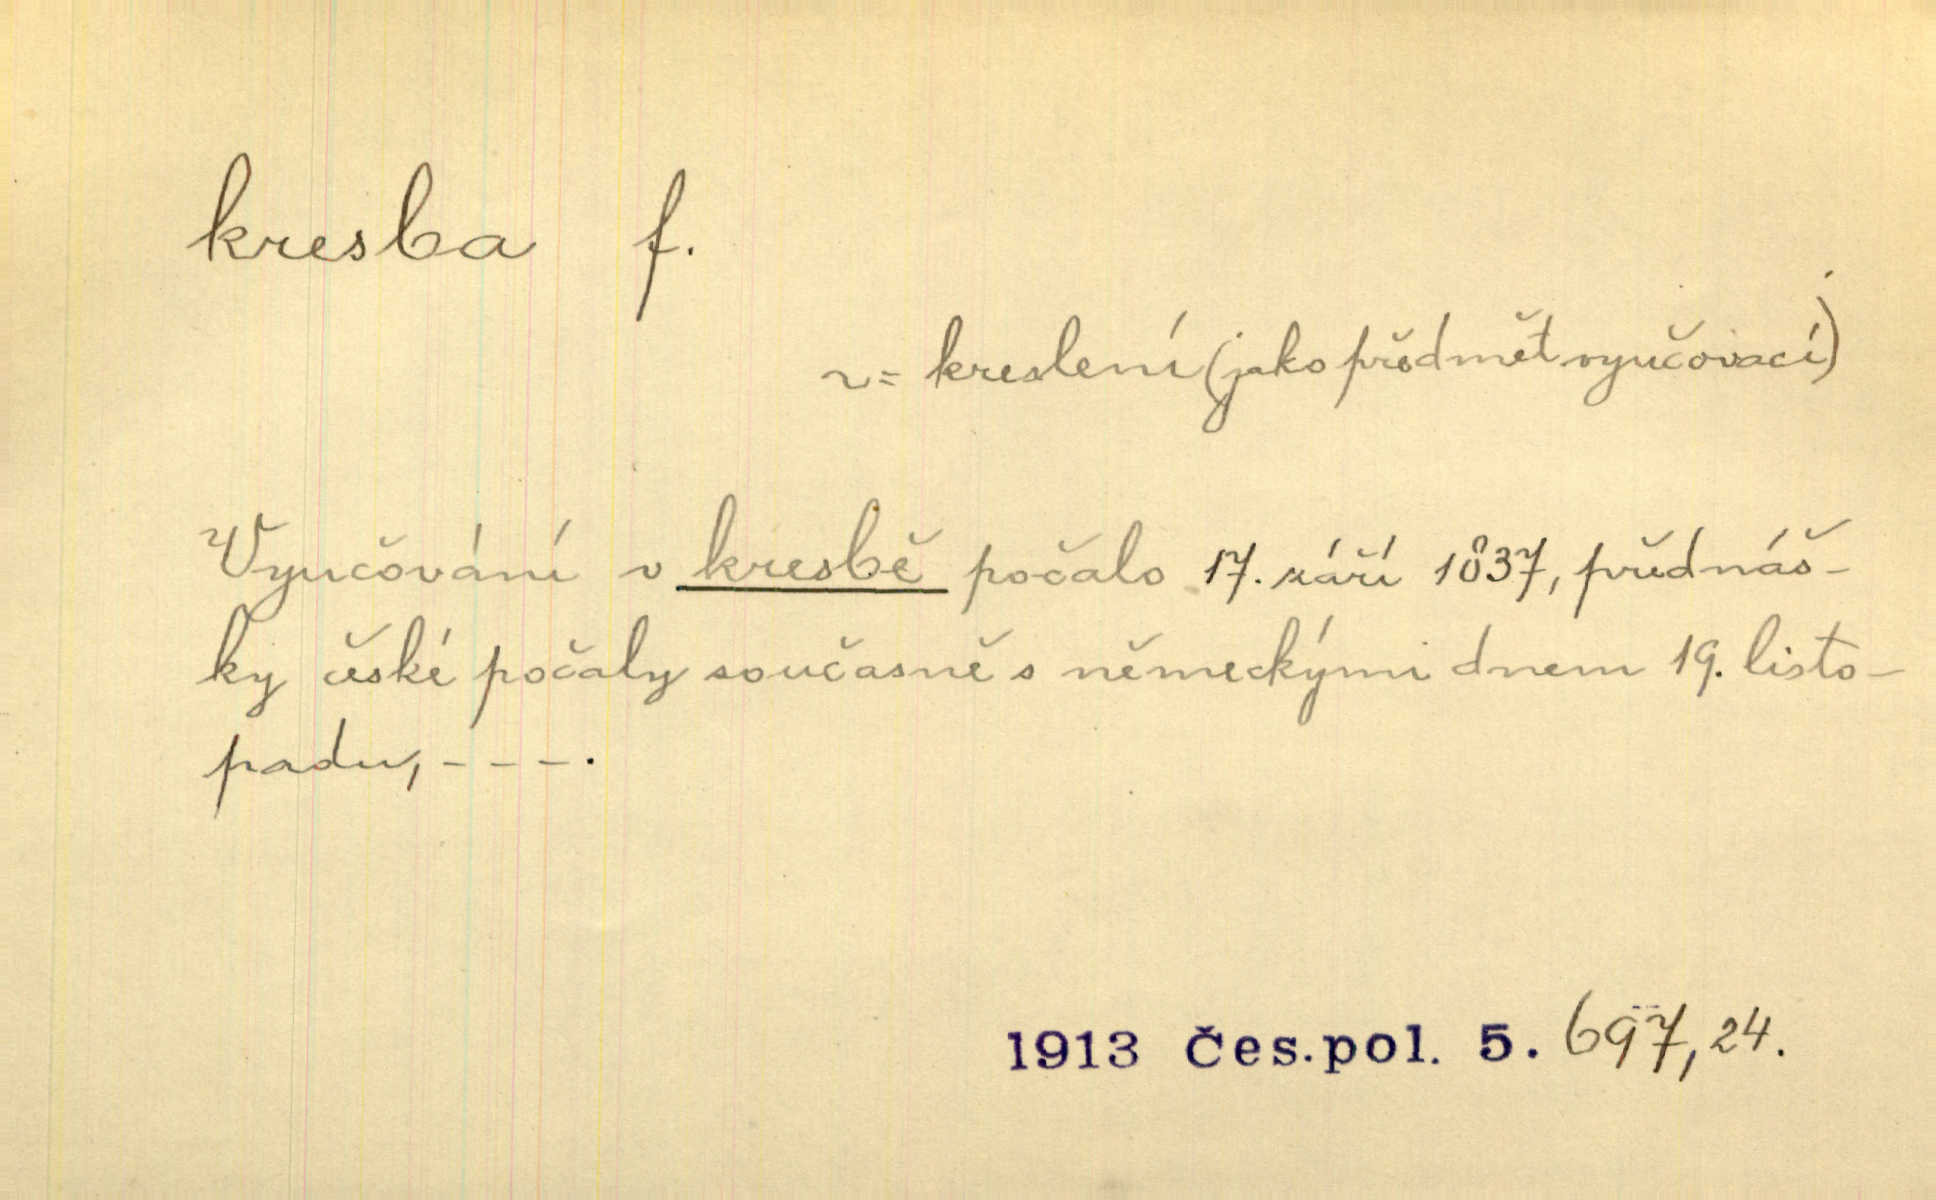 kresba f.
~ = kreslení (jako předmět vyučovací)
Vyučování v kresbě počalo 17. září 1837, přednáš-
ky české počaly současně s německými dnem 19. listo-
padu, - - - .
1913 Čes.pol. 5. 697, 24.